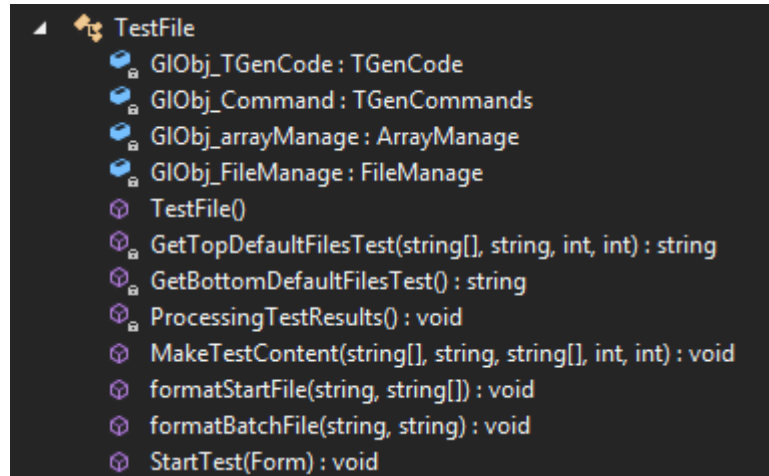 TestFile
GlObj_TGenCode : TGenCode
GlObj_Command : TGenCommands
GlObj_arrayManage : ArrayManage
GlObj_FileManage : FileManage
TestFile()
GetTopDefaultFilesTest(string[], string, int, int) : string
GetBottomDefaultFilesTest() : string
ProcessingTestResults() : void
MakeTestContent(string[], string, string[], int, int) : void
formatStartFile(string, string[]) : void
formatBatchFile(string, string) : void
StartTest(Form) : void